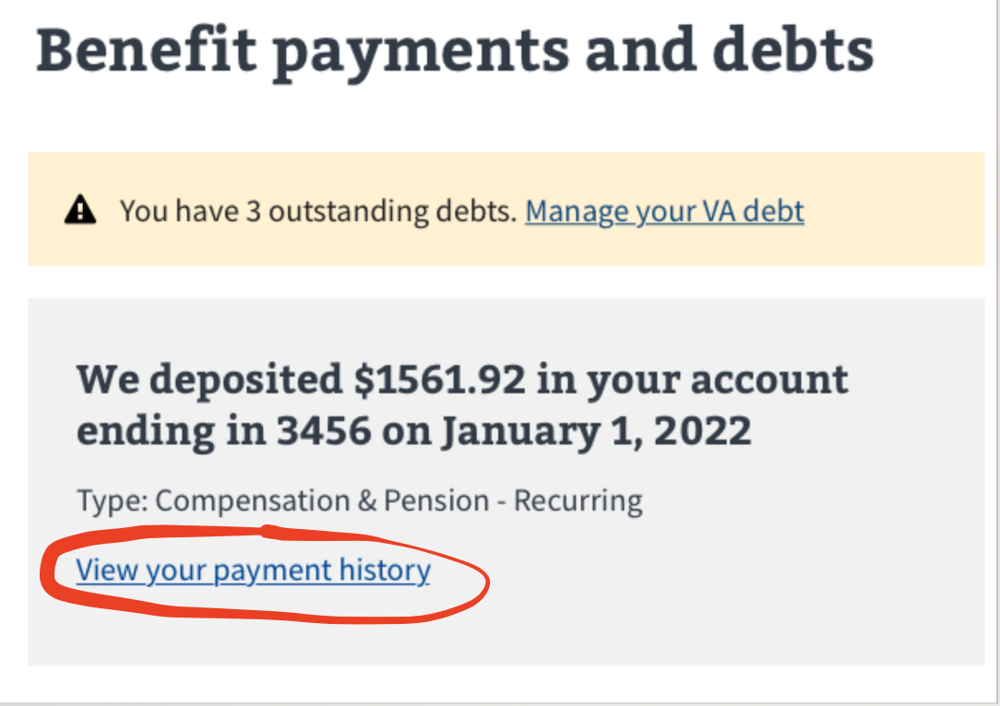 Benefit payments and debts
You have 3 outstanding debts. Manage your VA debt
We deposited $1561.92 in your account
ending in 3456 on January 1, 2022
Type: Compensation & Pension - Recurring
View your payment history